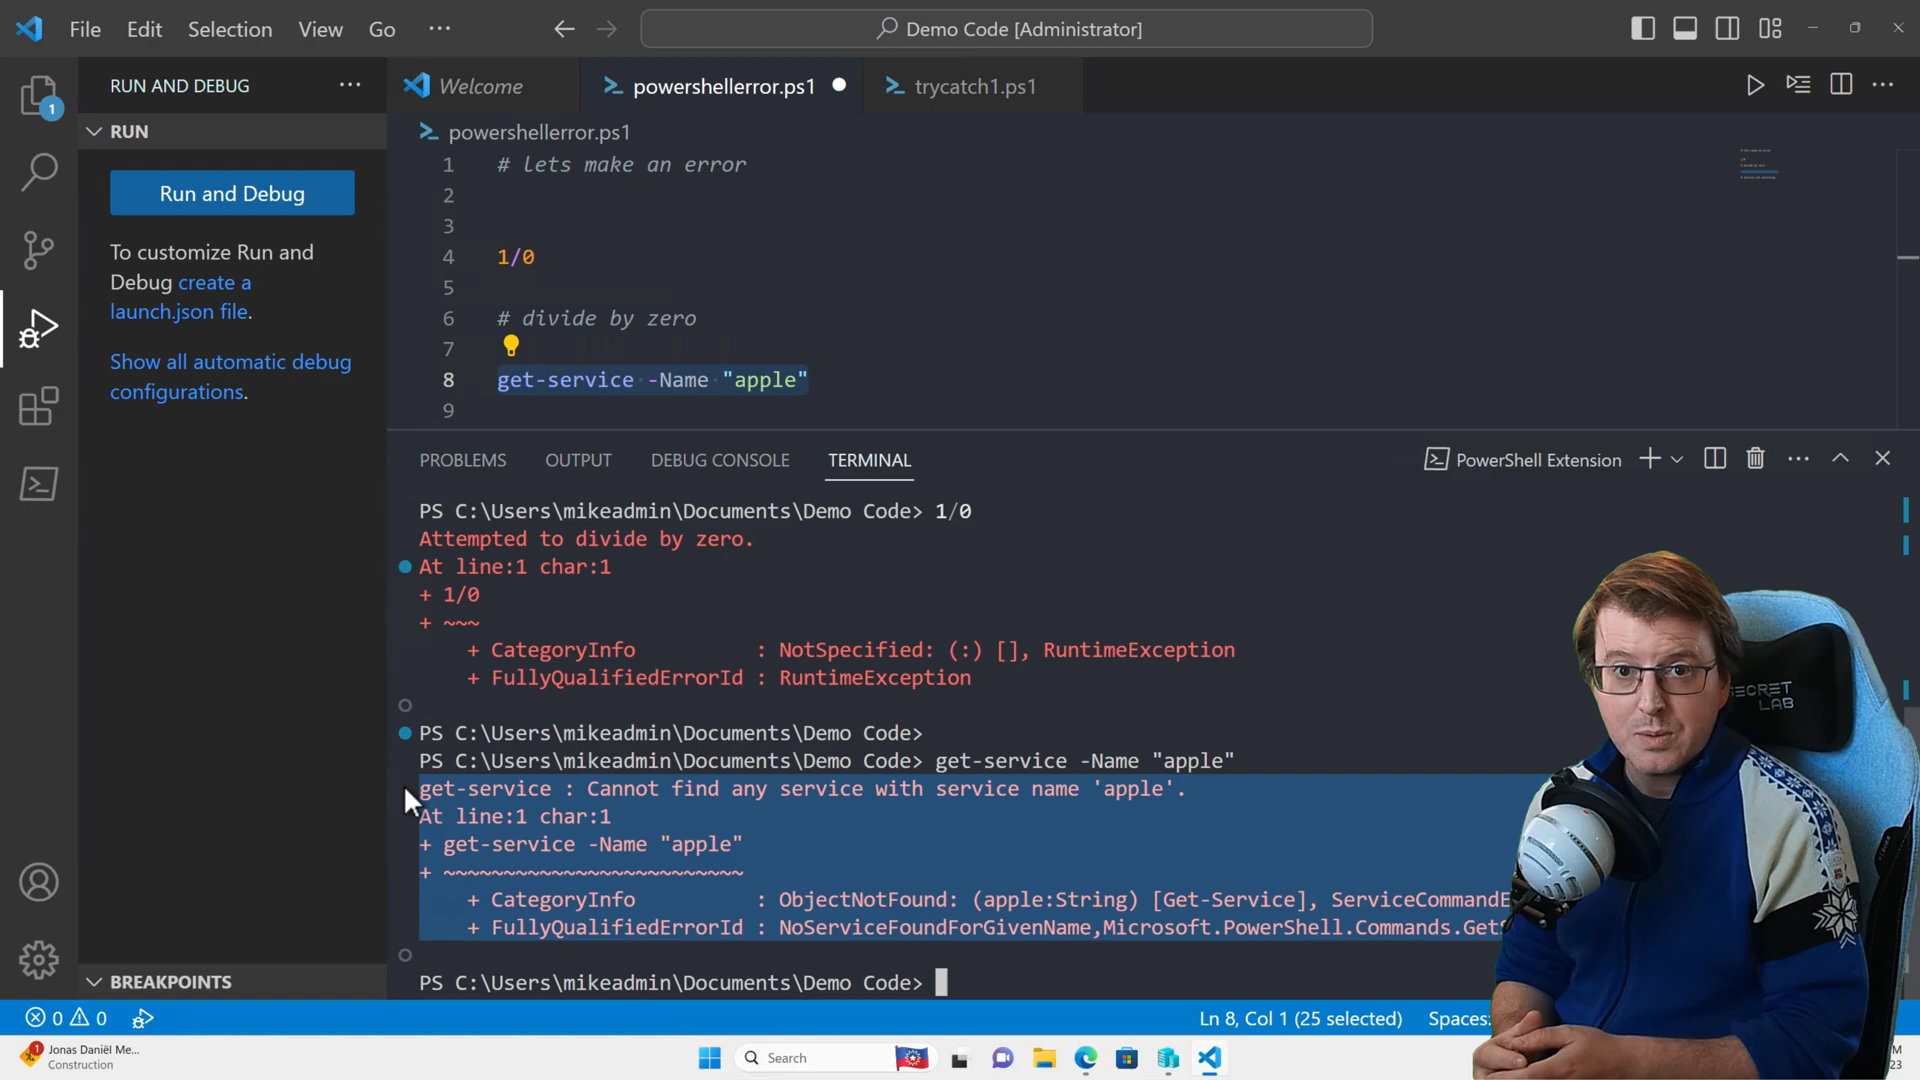 File Edit View Selection Go ··· Demo Code [Administrator]
RUN AND DEBUG ···
Welcome
powershellerror.ps1
trycatch1.ps1
RUN
powershellerror.ps1
Run and Debug
To customize Run and
Debug create a
launch.json file.
Show all automatic debug
configurations.
1 # lets make an error
2
3
4 1/0
5
6 # divide by zero
7
8 get-service -Name "apple"
9
PROBLEMS OUTPUT DEBUG CONSOLE TERMINAL
PowerShell Extension
PS C:\Users\mikeadmin\Documents\Demo Code> 1/0
Attempted to divide by zero.
At line:1 char:1
+ 1/0
+ ~~~
+ CategoryInfo : NotSpecified: (:) [], RuntimeException
+ FullyQualifiedErrorId : RuntimeException
PS C:\Users\mikeadmin\Documents\Demo Code>
PS C:\Users\mikeadmin\Documents\Demo Code> get-service -Name "apple"
get-service : Cannot find any service with service name 'apple'.
At line:1 char:1
+ get-service -Name "apple"
+ ~~~~~~~~~~~~~~~~~~~~~~~~~
+ CategoryInfo : ObjectNotFound: (apple:String) [Get-Service], ServiceCommandE
+ FullyQualifiedErrorId : NoServiceFoundForGivenName,Microsoft.PowerShell.Commands.GetS
PS C:\Users\mikeadmin\Documents\Demo Code>
BREAKPOINTS
0 0
Ln 8, Col 1 (25 selected) Spaces:
1
1
Jonas Daniël Me...
Construction
Search
M
23
SECRET
LAB